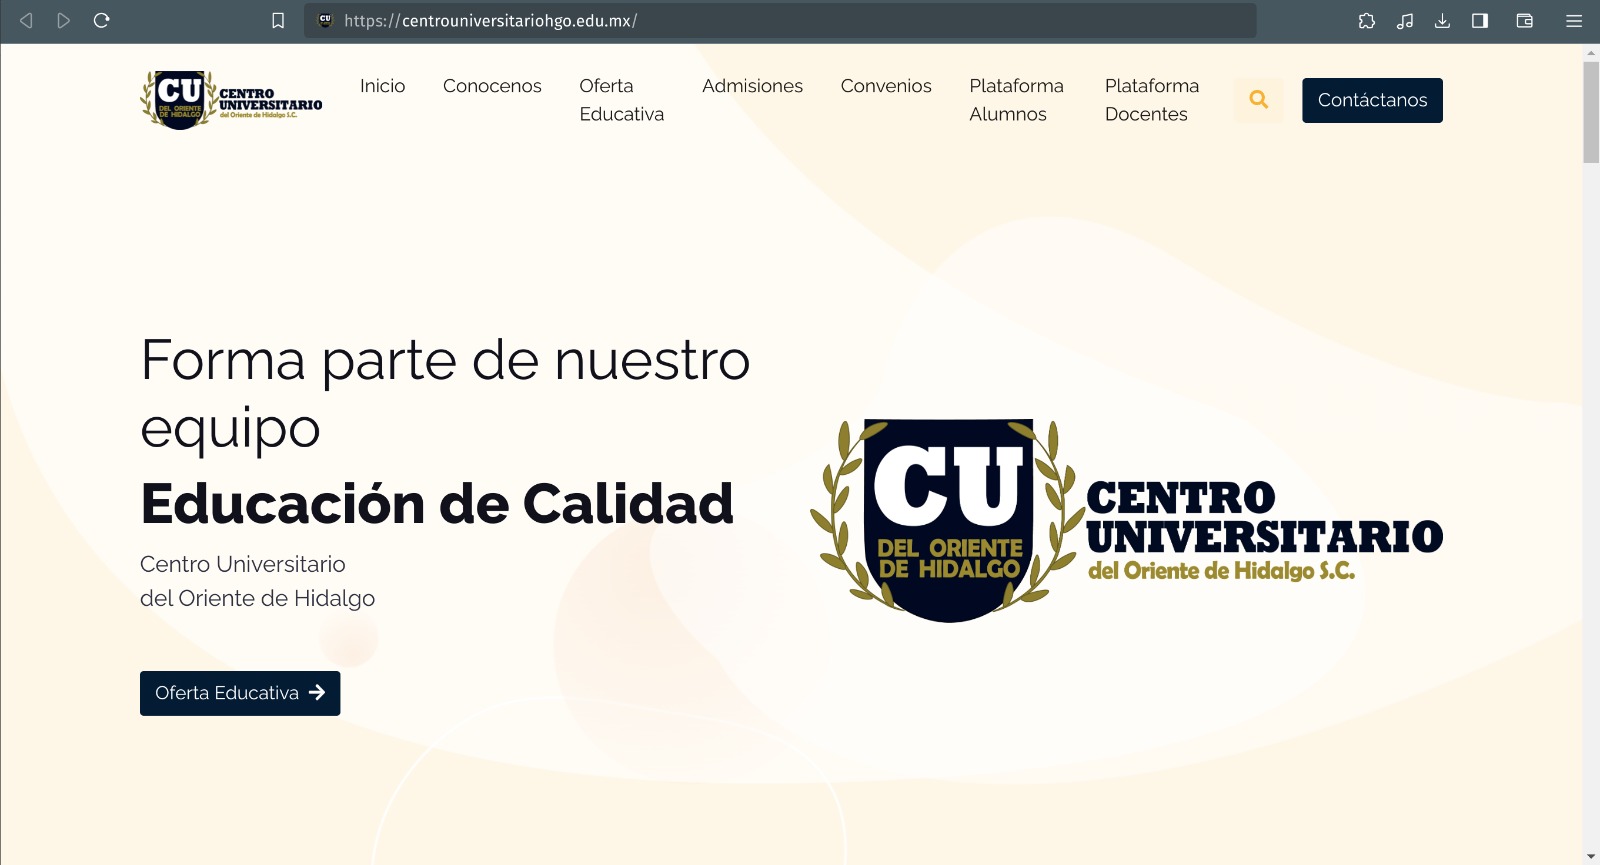 https://centrouniversitariohgo.edu.mx/
CU
DEL ORIENTE
DE HIDALGO
CENTRO
UNIVERSITARIO
del Oriente de Hidalgo S.C.
Inicio
Conocenos
Oferta
Educativa
Admisiones
Convenios
Plataforma
Alumnos
Plataforma
Docentes
Contáctanos
Forma parte de nuestro
equipo
Educación de Calidad
Centro Universitario
del Oriente de Hidalgo
Oferta Educativa
CU
DEL ORIENTE
DE HIDALGO
CENTRO
UNIVERSITARIO
del Oriente de Hidalgo S.C.